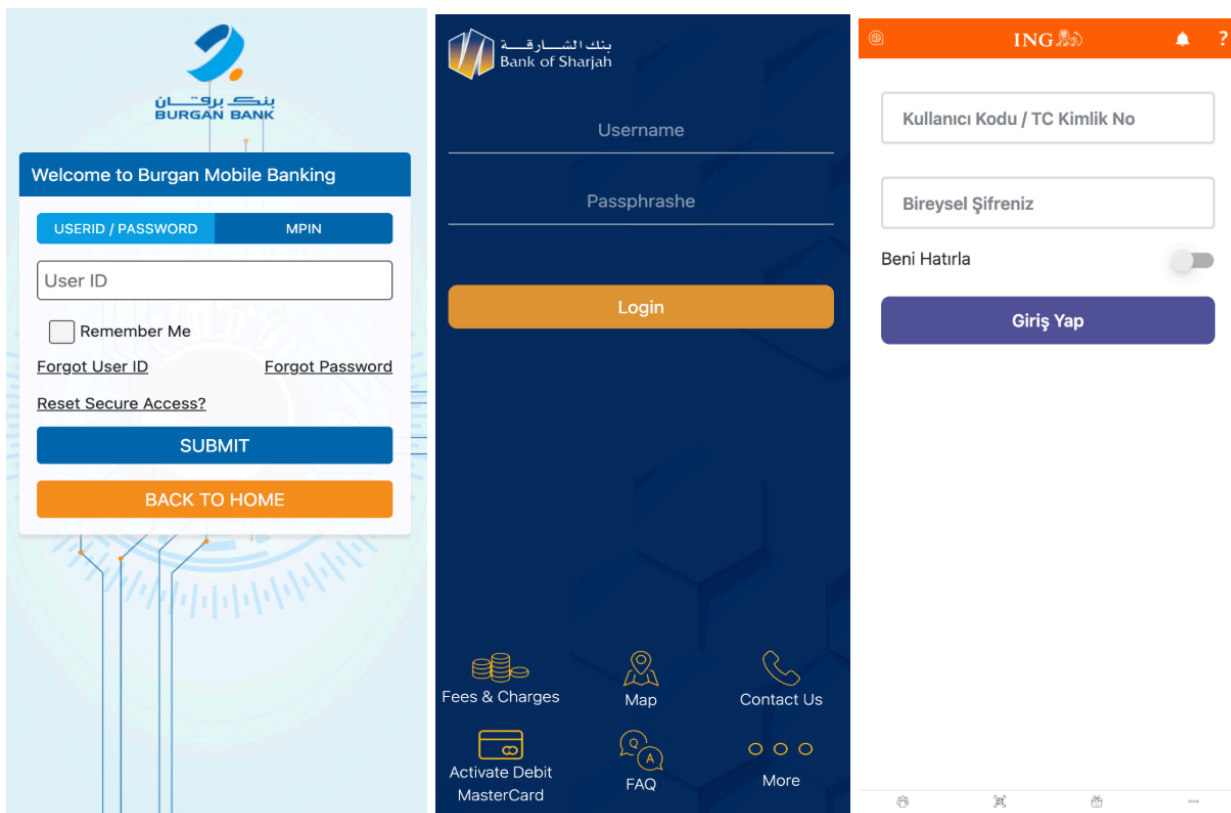 بنك برقان
BURGAN BANK
Welcome to Burgan Mobile Banking
USERID / PASSWORD
MPIN
User ID
Remember Me
Forgot User ID
Forgot Password
Reset Secure Access?
SUBMIT
BACK TO HOME
بنك الشارقة
Bank of Sharjah
Username
Passphrashe
Login
Fees & Charges
Map
Contact Us
Activate Debit
MasterCard
Q
A
FAQ
More
ING
?
Kullanıcı Kodu / TC Kimlik No
Bireysel Şifreniz
Beni Hatırla
Giriş Yap